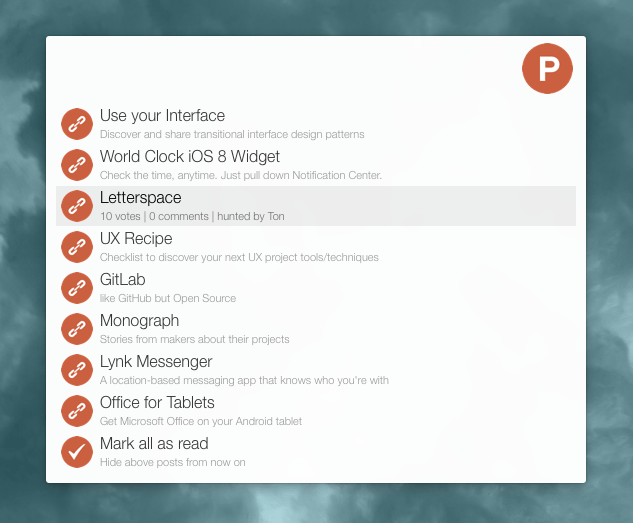 P
Use your Interface
Discover and share transitional interface design patterns
World Clock iOS 8 Widget
Check the time, anytime. Just pull down Notification Center.
Letterspace
10 votes | 0 comments | hunted by Ton
UX Recipe
Checklist to discover your next UX project tools/techniques
GitLab
like GitHub but Open Source
Monograph
Stories from makers about their projects
Lynk Messenger
A location-based messaging app that knows who you're with
Office for Tablets
Get Microsoft Office on your Android tablet
Mark all as read
Hide above posts from now on